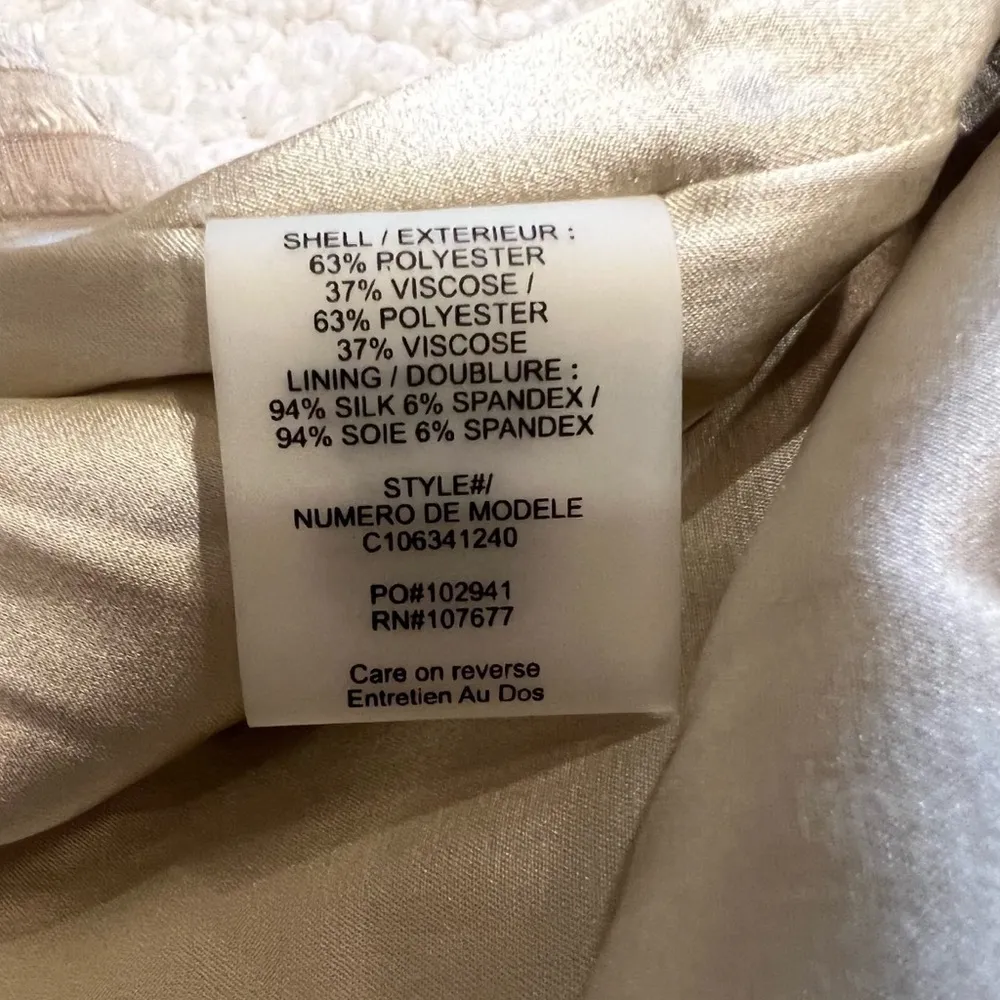 SHELL / EXTERIEUR :
63% POLYESTER
37% VISCOSE /
63% POLYESTER
37% VISCOSE
LINING / DOUBLURE :
94% SILK 6% SPANDEX /
94% SOIE 6% SPANDEX
STYLE#/
NUMERO DE MODELE
C106341240
PO#102941
RN#107677
Care on reverse
Entretien Au Dos